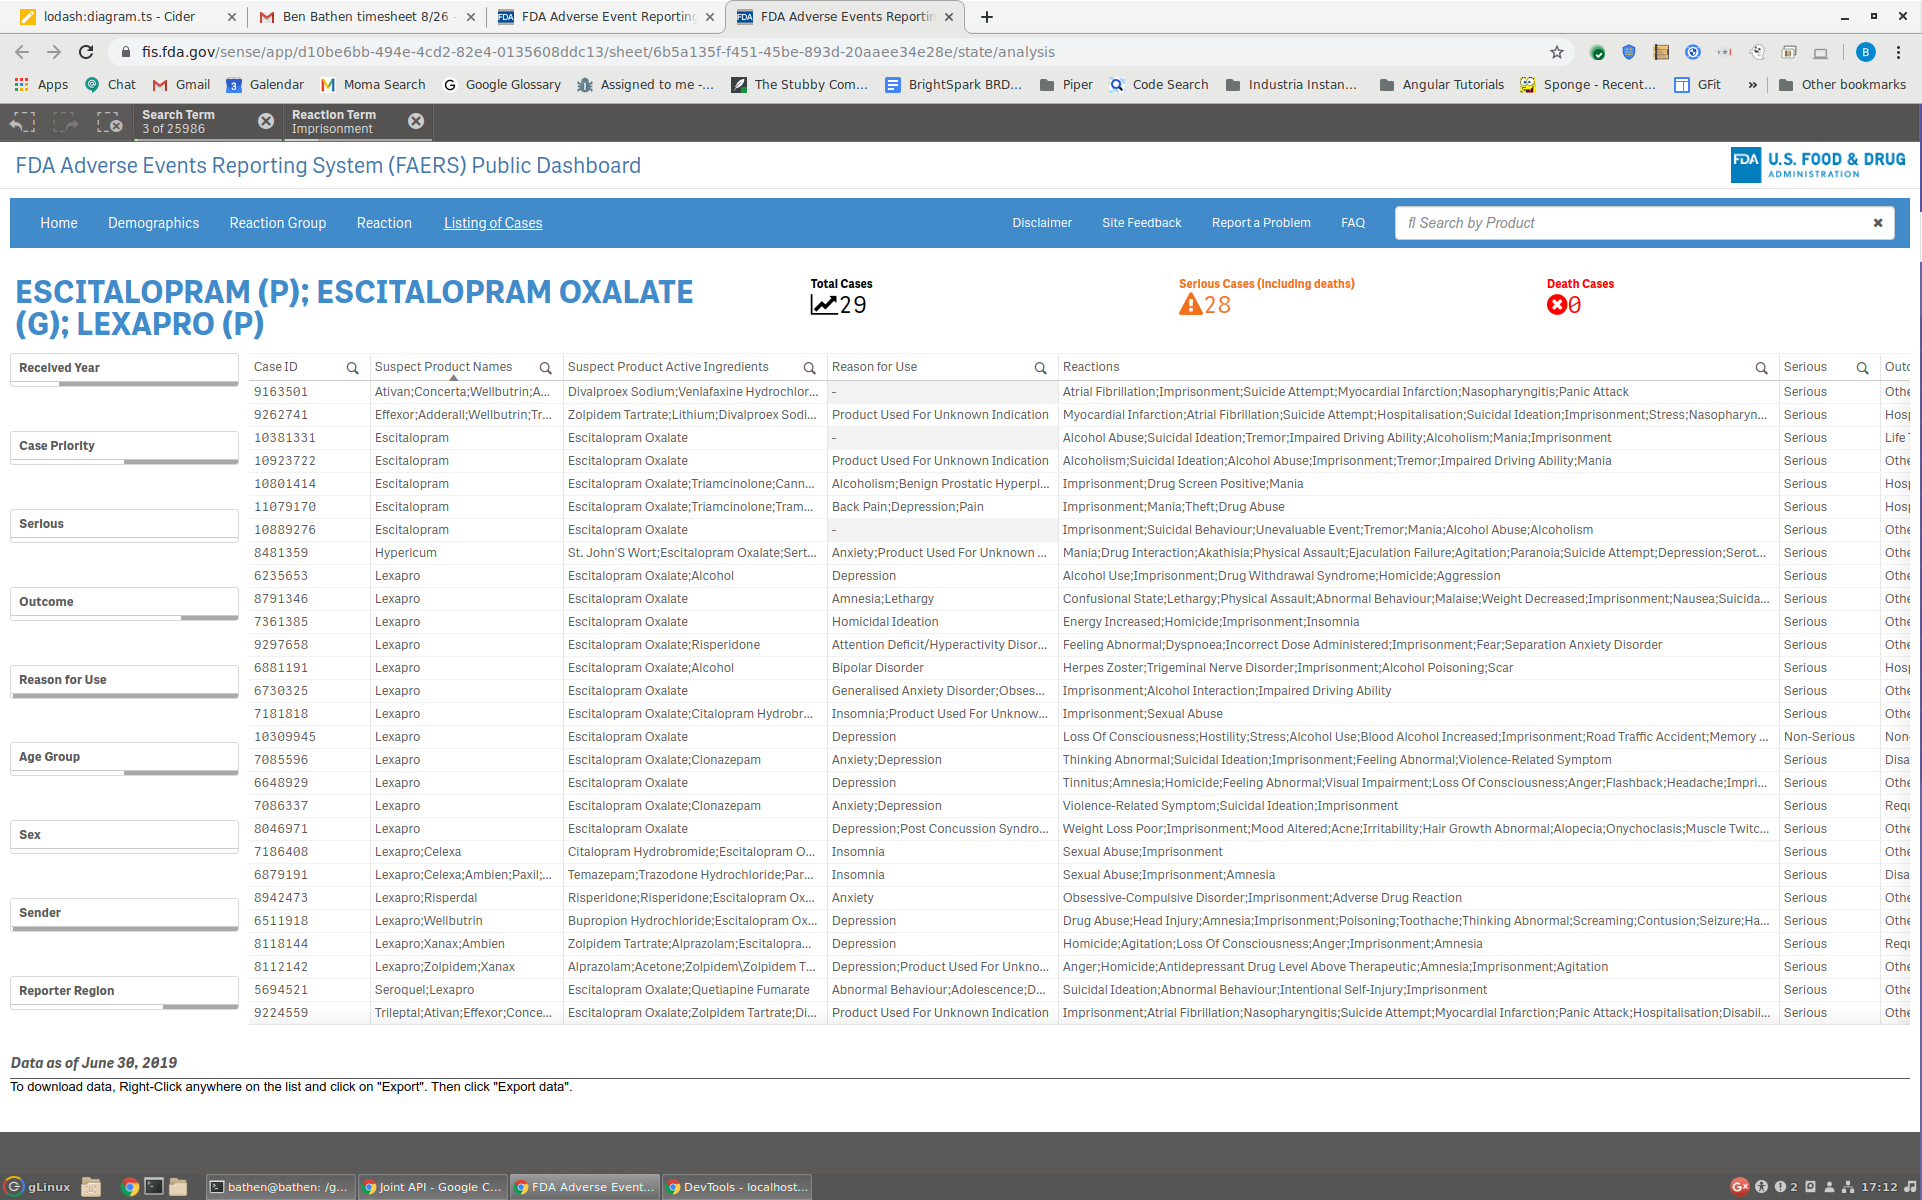 lodash:diagram.ts - Cider
Ben Bathen timesheet 8/26 -
FDA Adverse Event Reporting
FDA Adverse Events Reportin
fis.fda.gov/sense/app/d10be6bb-494e-4cd2-82e4-0135608ddc13/sheet/6b5a135f-f451-45be-893d-20aaee34e28e/state/analysis
B
Apps Chat Gmail Galendar Moma Search Google Glossary Assigned to me -... The Stubby Com... BrightSpark BRD... Piper Code Search Industria Instan... Angular Tutorials Sponge - Recent... GFit » Other bookmarks
Search Term
3 of 25986
Reaction Term
Imprisonment
FDA Adverse Events Reporting System (FAERS) Public Dashboard
FDA U.S. FOOD & DRUG
ADMINISTRATION
Home Demographics Reaction Group Reaction Listing of Cases Disclaimer Site Feedback Report a Problem FAQ fl Search by Product
ESCITALOPRAM (P); ESCITALOPRAM OXALATE
(G); LEXAPRO (P)
Total Cases
29
Serious Cases (including deaths)
28
Death Cases
0
Received Year
Case Priority
Serious
Outcome
Reason for Use
Age Group
Sex
Sender
Reporter Region
Case ID Suspect Product Names Suspect Product Active Ingredients Reason for Use Reactions Serious Outc
9163501 Ativan;Concerta;Wellbutrin;A... Divalproex Sodium;Venlafaxine Hydrochlor... - Atrial Fibrillation;Imprisonment;Suicide Attempt;Myocardial Infarction;Nasopharyngitis;Panic Attack Serious Othe
9262741 Effexor;Adderall;Wellbutrin;Tr... Zolpidem Tartrate;Lithium;Divalproex Sodi... Product Used For Unknown Indication Myocardial Infarction;Atrial Fibrillation;Suicide Attempt;Hospitalisation;Suicidal Ideation;Imprisonment;Stress;Nasopharyn... Serious Hosp
10381331 Escitalopram Escitalopram Oxalate - Alcohol Abuse;Suicidal Ideation;Tremor;Impaired Driving Ability;Alcoholism;Mania;Imprisonment Serious Life
10923722 Escitalopram Escitalopram Oxalate Product Used For Unknown Indication Alcoholism;Suicidal Ideation;Alcohol Abuse;Imprisonment;Tremor;Impaired Driving Ability;Mania Serious Othe
10801414 Escitalopram Escitalopram Oxalate;Triamcinolone;Cann... Alcoholism;Benign Prostatic Hyperpl... Imprisonment;Drug Screen Positive;Mania Serious Hosp
11079170 Escitalopram Escitalopram Oxalate;Triamcinolone;Tram... Back Pain;Depression;Pain Imprisonment;Mania;Theft;Drug Abuse Serious Hosp
10889276 Escitalopram Escitalopram Oxalate - Imprisonment;Suicidal Behaviour;Unevaluable Event;Tremor;Mania;Alcohol Abuse;Alcoholism Serious Othe
8481359 Hypericum St. John'S Wort;Escitalopram Oxalate;Sert... Anxiety;Product Used For Unknown ... Mania;Drug Interaction;Akathisia;Physical Assault;Ejaculation Failure;Agitation;Paranoia;Suicide Attempt;Depression;Serot... Serious Othe
6235653 Lexapro Escitalopram Oxalate;Alcohol Depression Alcohol Use;Imprisonment;Drug Withdrawal Syndrome;Homicide;Aggression Serious Othe
8791346 Lexapro Escitalopram Oxalate Amnesia;Lethargy Confusional State;Lethargy;Physical Assault;Abnormal Behaviour;Malaise;Weight Decreased;Imprisonment;Nausea;Suicida... Serious Othe
7361385 Lexapro Escitalopram Oxalate Homicidal Ideation Energy Increased;Homicide;Imprisonment;Insomnia Serious Othe
9297658 Lexapro Escitalopram Oxalate;Risperidone Attention Deficit/Hyperactivity Disor... Feeling Abnormal;Dyspnoea;Incorrect Dose Administered;Imprisonment;Fear;Separation Anxiety Disorder Serious Othe
6881191 Lexapro Escitalopram Oxalate;Alcohol Bipolar Disorder Herpes Zoster;Trigeminal Nerve Disorder;Imprisonment;Alcohol Poisoning;Scar Serious Hosp
6730325 Lexapro Escitalopram Oxalate Generalised Anxiety Disorder;Obses... Imprisonment;Alcohol Interaction;Impaired Driving Ability Serious Othe
7181818 Lexapro Escitalopram Oxalate;Citalopram Hydrobr... Insomnia;Product Used For Unknow... Imprisonment;Sexual Abuse Serious Othe
10309945 Lexapro Escitalopram Oxalate Depression Loss Of Consciousness;Hostility;Stress;Alcohol Use;Blood Alcohol Increased;Imprisonment;Road Traffic Accident;Memory ... Non-Serious Non-
7085596 Lexapro Escitalopram Oxalate;Clonazepam Anxiety;Depression Thinking Abnormal;Suicidal Ideation;Imprisonment;Feeling Abnormal;Violence-Related Symptom Serious Disa
6648929 Lexapro Escitalopram Oxalate Depression Tinnitus;Amnesia;Homicide;Feeling Abnormal;Visual Impairment;Loss Of Consciousness;Anger;Flashback;Headache;Impri... Serious Othe
7086337 Lexapro Escitalopram Oxalate;Clonazepam Anxiety;Depression Violence-Related Symptom;Suicidal Ideation;Imprisonment Serious Requ
8046971 Lexapro Escitalopram Oxalate Depression;Post Concussion Syndro... Weight Loss Poor;Imprisonment;Mood Altered;Acne;Irritability;Hair Growth Abnormal;Alopecia;Onychoclasis;Muscle Twitc... Serious Othe
7186408 Lexapro;Celexa Citalopram Hydrobromide;Escitalopram O... Insomnia Sexual Abuse;Imprisonment Serious Othe
6879191 Lexapro;Celexa;Ambien;Paxil;... Temazepam;Trazodone Hydrochloride;Par... Insomnia Sexual Abuse;Imprisonment;Amnesia Serious Disa
8942473 Lexapro;Risperdal Risperidone;Risperidone;Escitalopram Ox... Anxiety Obsessive-Compulsive Disorder;Imprisonment;Adverse Drug Reaction Serious Othe
6511918 Lexapro;Wellbutrin Bupropion Hydrochloride;Escitalopram Ox... Depression Drug Abuse;Head Injury;Amnesia;Imprisonment;Poisoning;Toothache;Thinking Abnormal;Screaming;Contusion;Seizure;Ha... Serious Othe
8118144 Lexapro;Xanax;Ambien Zolpidem Tartrate;Alprazolam;Escitalopra... Depression Homicide;Agitation;Loss Of Consciousness;Anger;Imprisonment;Amnesia Serious Requ
8112142 Lexapro;Zolpidem;Xanax Alprazolam;Acetone;Zolpidem\Zolpidem T... Depression;Product Used For Unkno... Anger;Homicide;Antidepressant Drug Level Above Therapeutic;Amnesia;Imprisonment;Agitation Serious Othe
5694521 Seroquel;Lexapro Escitalopram Oxalate;Quetiapine Fumarate Abnormal Behaviour;Adolescence;D... Suicidal Ideation;Abnormal Behaviour;Intentional Self-Injury;Imprisonment Serious Othe
9224559 Trileptal;Ativan;Effexor;Conce... Escitalopram Oxalate;Zolpidem Tartrate;Di... Product Used For Unknown Indication Imprisonment;Atrial Fibrillation;Nasopharyngitis;Suicide Attempt;Myocardial Infarction;Panic Attack;Hospitalisation;Disabil... Serious Othe
Data as of June 30, 2019
To download data, Right-Click anywhere on the list and click on "Export". Then click "Export data".
gLinux bathen@bathen: /g... Joint API - Google C... FDA Adverse Event... DevTools - localhost... 2 17:12